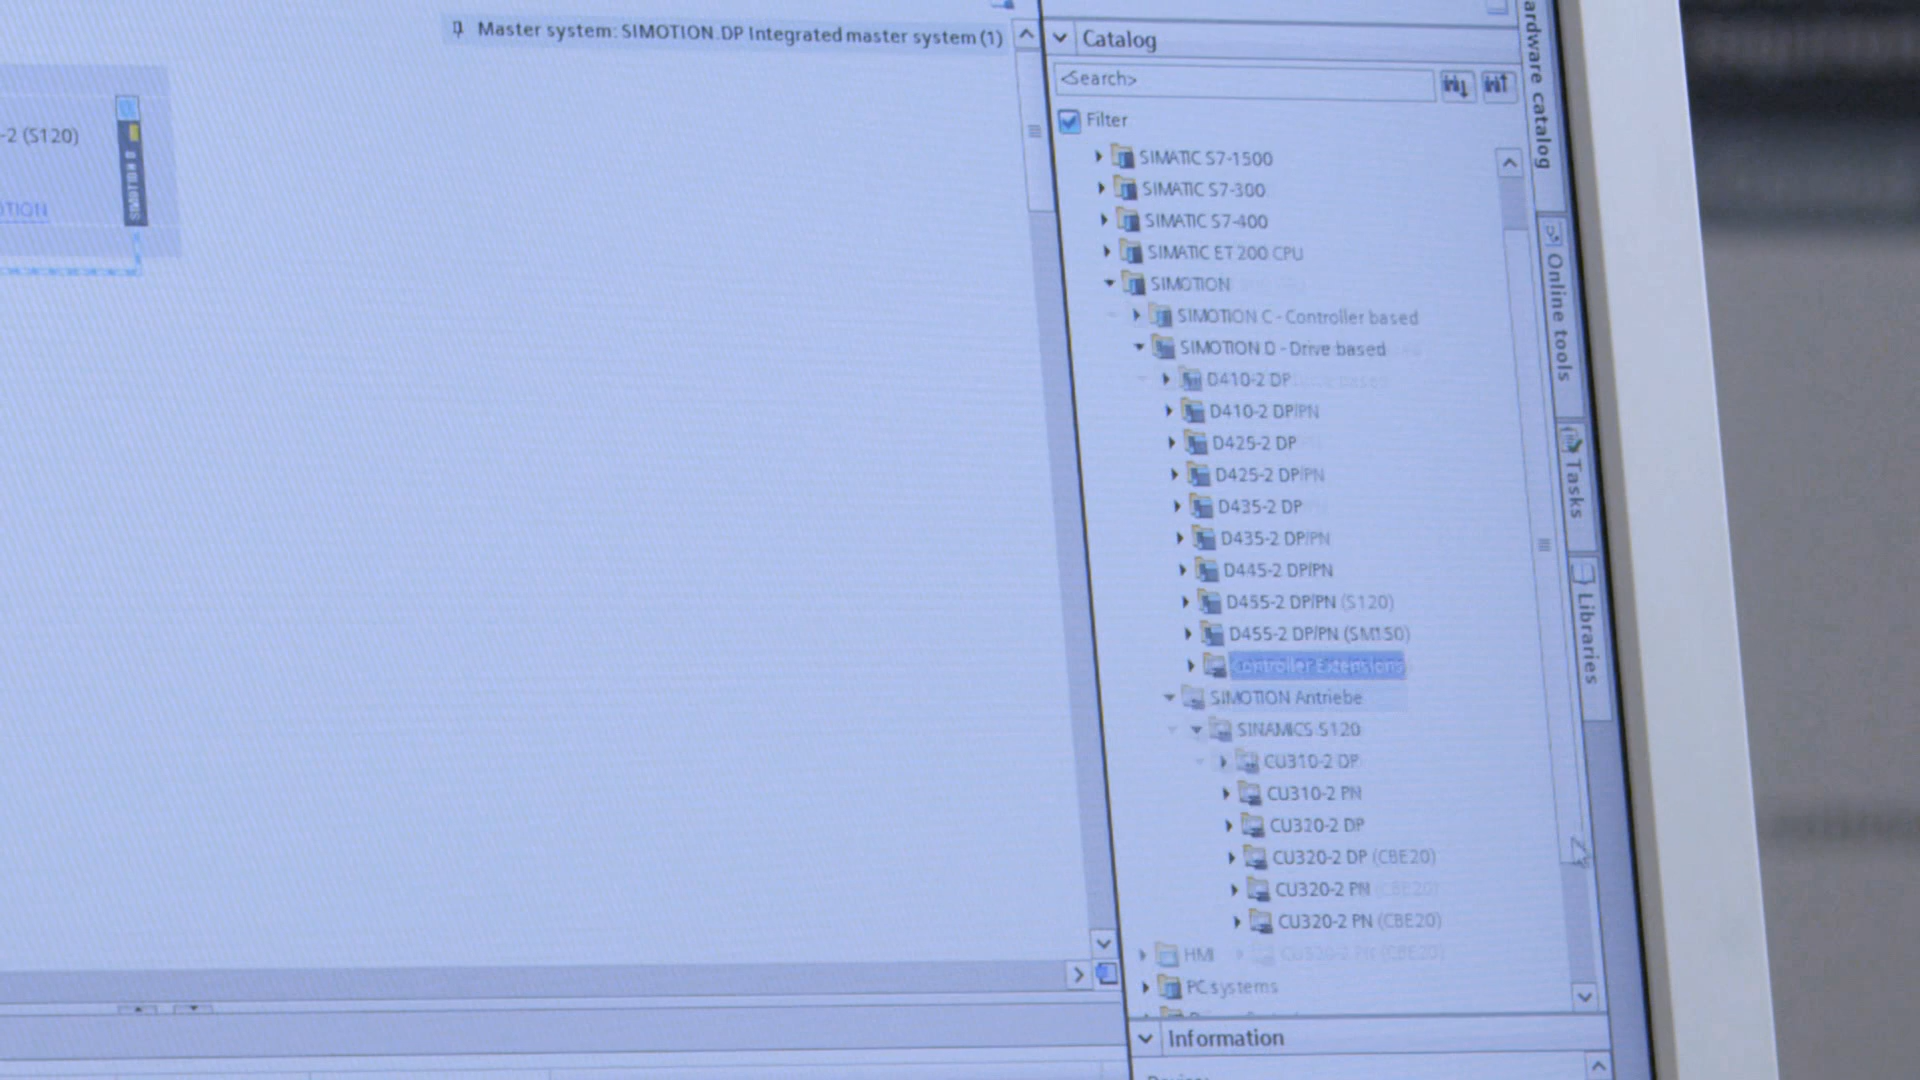 Master system: SIMOTION.DP Integrated master system (1)
-2 (S120)
OTION
SIMOTION D
Catalog
<Search>
Filter
SIMATIC S7-1500
SIMATIC S7-300
SIMATIC S7-400
SIMATIC ET 200 CPU
SIMOTION
SIMOTION C - Controller based
SIMOTION D - Drive based
D410-2 DP
D410-2 DP/PN
D425-2 DP
D425-2 DP/PN
D435-2 DP
D435-2 DP/PN
D445-2 DP/PN
D455-2 DP/PN (S120)
D455-2 DP/PN (SM150)
Controller Extensions
SIMOTION Antriebe
SINAMICS S120
CU310-2 DP
CU310-2 PN
CU320-2 DP
CU320-2 DP (CBE20)
CU320-2 PN
CU320-2 PN (CBE20)
HMI
PC systems
Information
ardware catalog
Online tools
Tasks
Libraries